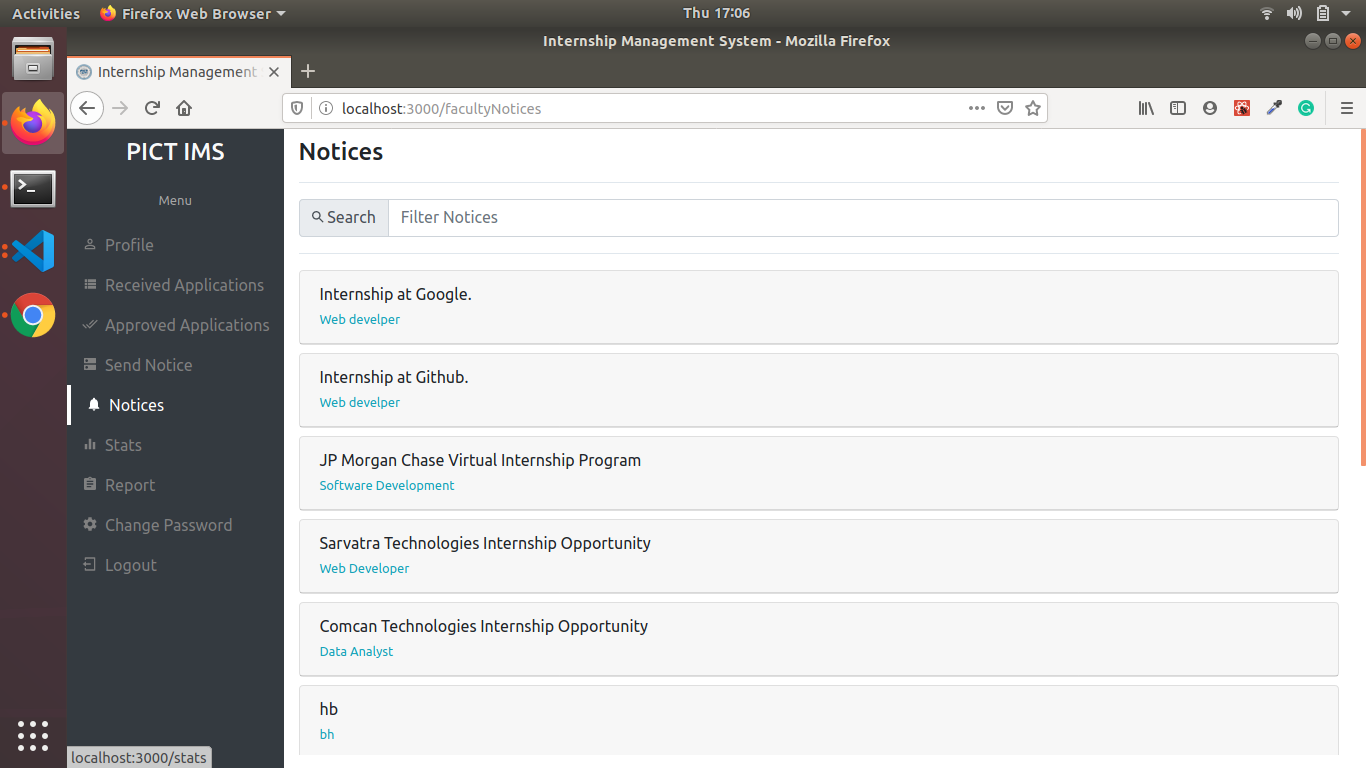 Activities
Firefox Web Browser
Thu 17:06
Internship Management System - Mozilla Firefox
Internship Management
localhost:3000/facultyNotices
PICT IMS
Menu
Profile
Received Applications
Approved Applications
Send Notice
Notices
Stats
Report
Change Password
Logout
Notices
Search
Filter Notices
Internship at Google.
Web develper
Internship at Github.
Web develper
JP Morgan Chase Virtual Internship Program
Software Development
Sarvatra Technologies Internship Opportunity
Web Developer
Comcan Technologies Internship Opportunity
Data Analyst
hb
bh
localhost:3000/stats